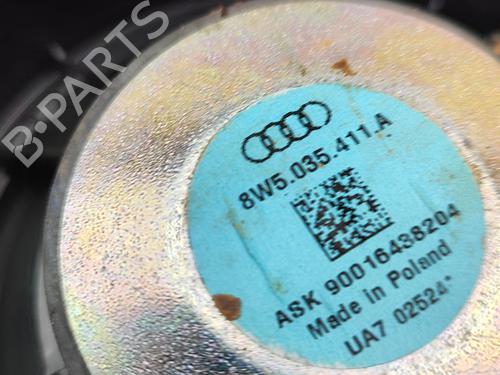 B-PARTS
8W5.035.411.A
ASK 90016438204
Made in Poland
UA7 02524*